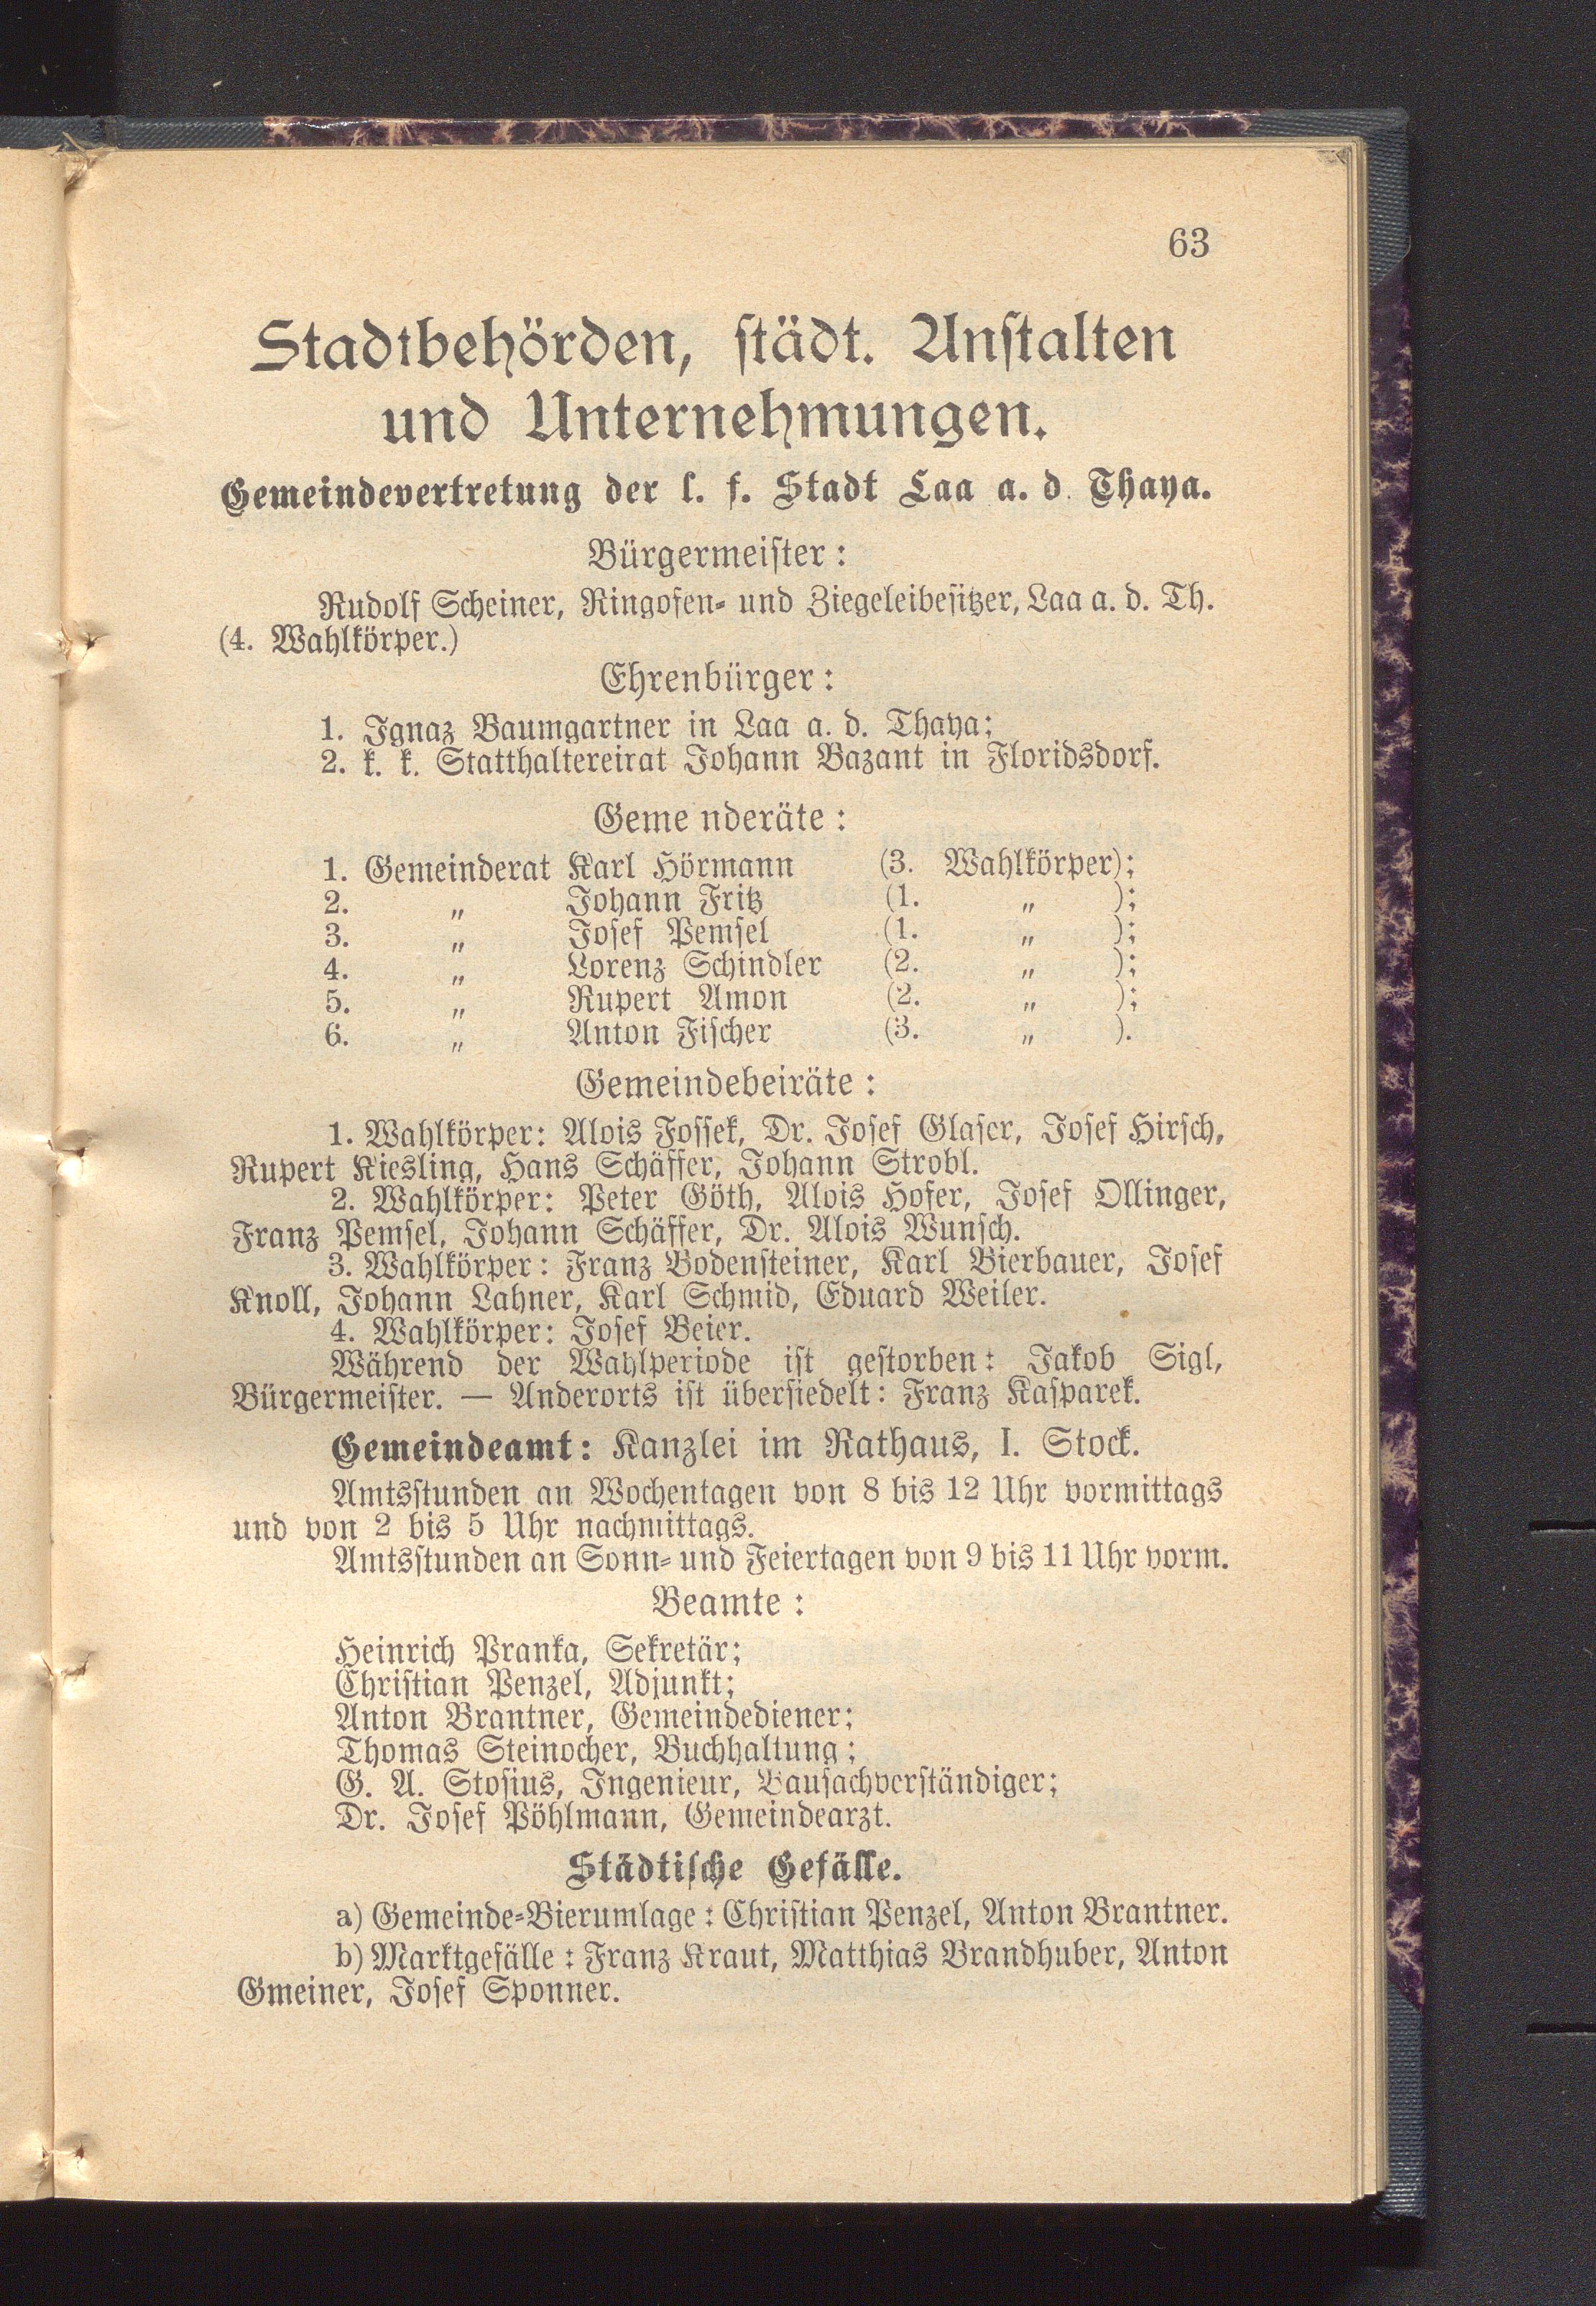 63
Stadtbehörden, städt. Anstalten
und Unternehmungen.
Gemeindevertretung der l. f. Stadt Laa a. d. Thaya.
Bürgermeister:
Rudolf Scheiner, Ringofen- und Ziegeleibesitzer, Laa a. d. Th.
(4. Wahlkörper.)
Ehrenbürger:
1. Ignaz Baumgartner in Laa a. d. Thaya;
2. k. k. Statthaltereirat Johann Bazant in Floridsdorf.
Geme nderäte:
1. Gemeinderat Karl Hörmann (3. Wahlkörper);
2. „ Johann Fritz (1. „ );
3. „ Josef Pemsel (1. „ );
4. „ Lorenz Schindler (2. „ );
5. „ Rupert Amon (2. „ );
6. „ Anton Fischer (3. „ ).
Gemeindebeiräte:
1. Wahlkörper: Alois Fossek, Dr. Josef Glaser, Josef Hirsch,
Rupert Kiesling, Hans Schäffer, Johann Strobl.
2. Wahlkörper: Peter Göth, Alois Hofer, Josef Ollinger,
Franz Pemsel, Johann Schäffer, Dr. Alois Wunsch.
3. Wahlkörper: Franz Bodensteiner, Karl Bierbauer, Josef
Knoll, Johann Lahner, Karl Schmid, Eduard Weiler.
4. Wahlkörper: Josef Beier.
Während der Wahlperiode ist gestorben: Jakob Sigl,
Bürgermeister. — Anderorts ist übersiedelt: Franz Kasparek.
Gemeindeamt: Kanzlei im Rathaus, I. Stock.
Amtsstunden an Wochentagen von 8 bis 12 Uhr vormittags
und von 2 bis 5 Uhr nachmittags.
Amtsstunden an Sonn- und Feiertagen von 9 bis 11 Uhr vorm.
Beamte:
Heinrich Pranka, Sekretär;
Christian Penzel, Adjunkt;
Anton Brantner, Gemeindediener;
Thomas Steinocher, Buchhaltung;
G. A. Stosius, Ingenieur, Bausachverständiger;
Dr. Josef Pöhlmann, Gemeindearzt.
Städtische Gefälle.
a) Gemeinde-Bierumlage: Christian Penzel, Anton Brantner.
b) Marktgefälle: Franz Kraut, Matthias Brandhuber, Anton
Gmeiner, Josef Sponner.